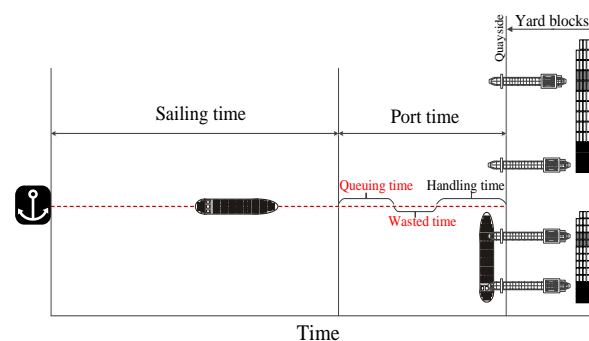 Yard blocks
Quayside
Sailing time
Port time
Queuing time
Handling time
Wasted time
Time